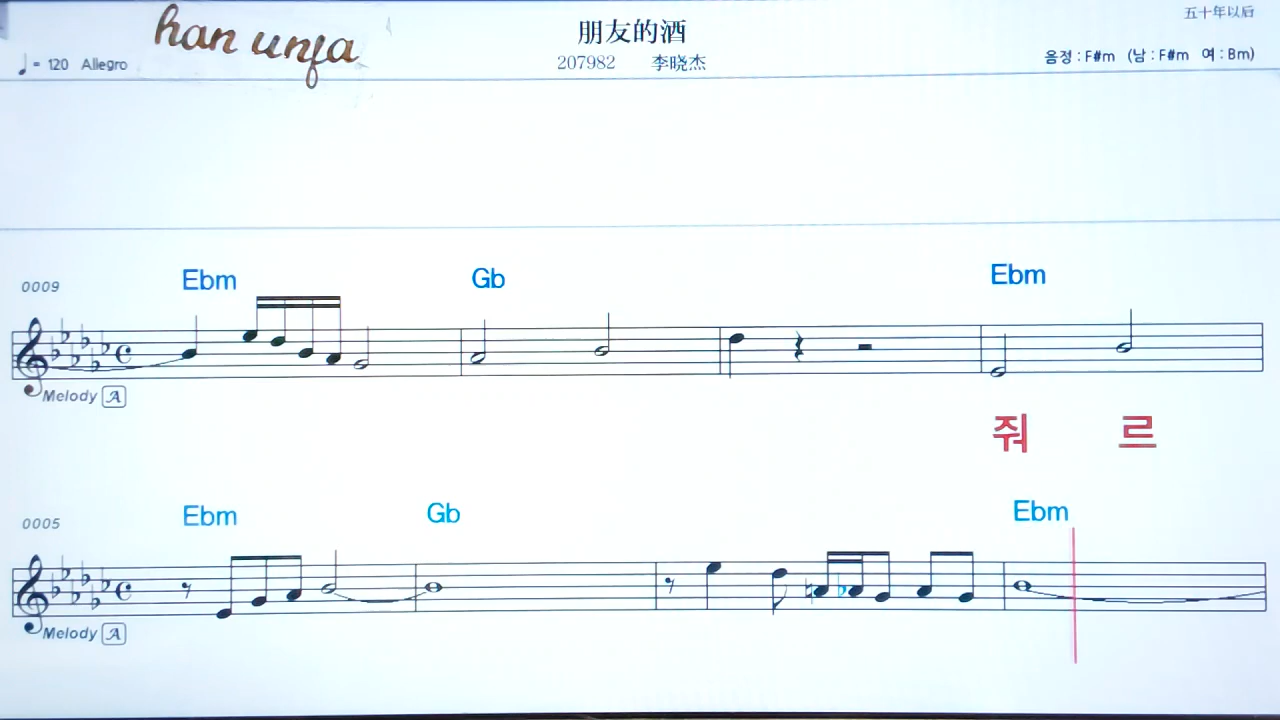 五十年以后
han unfa
朋友的酒
♩= 120 Allegro
207982 李晓杰
음정 : F#m (남 : F#m 여 : Bm)
0009 Ebm Gb Ebm
Melody A
줘 르
0005 Ebm Gb Ebm
Melody A